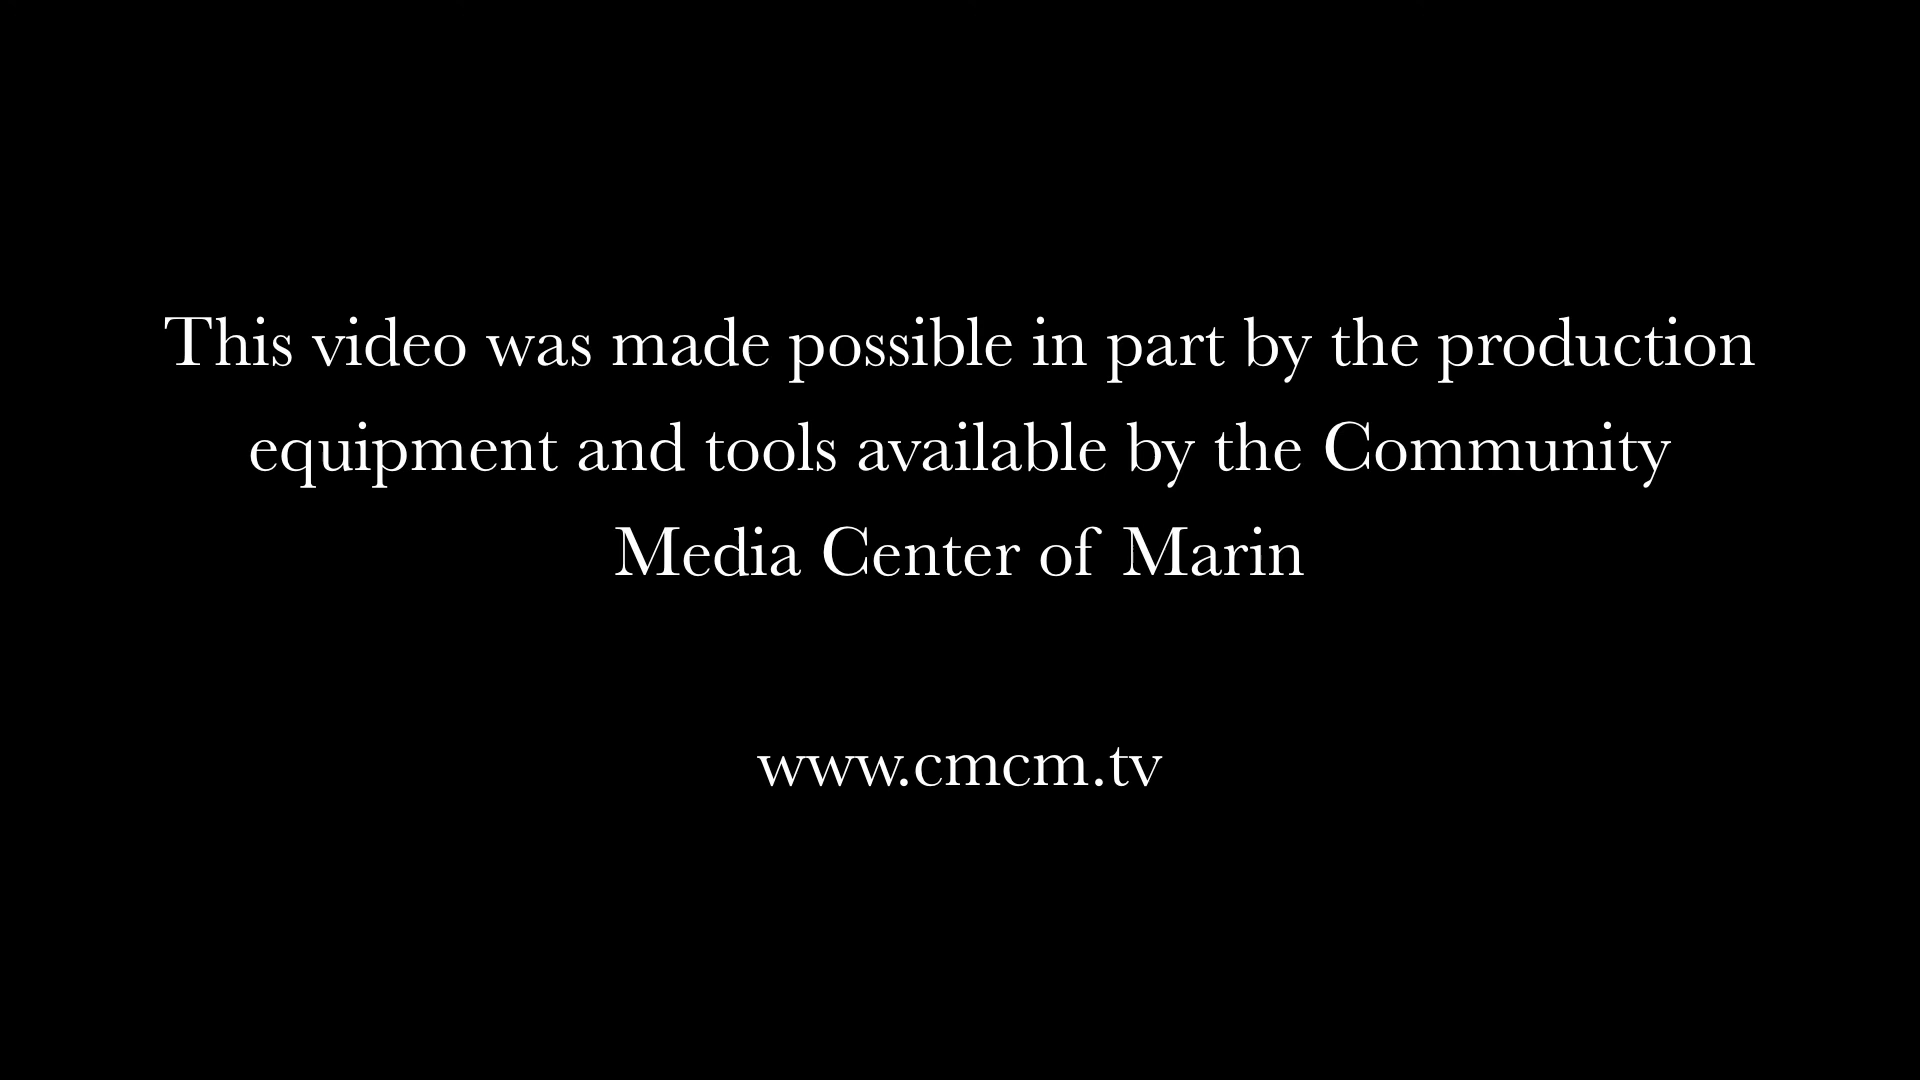 This video was made possible in part by the production
equipment and tools available by the Community
Media Center of Marin
www.cmcm.tv